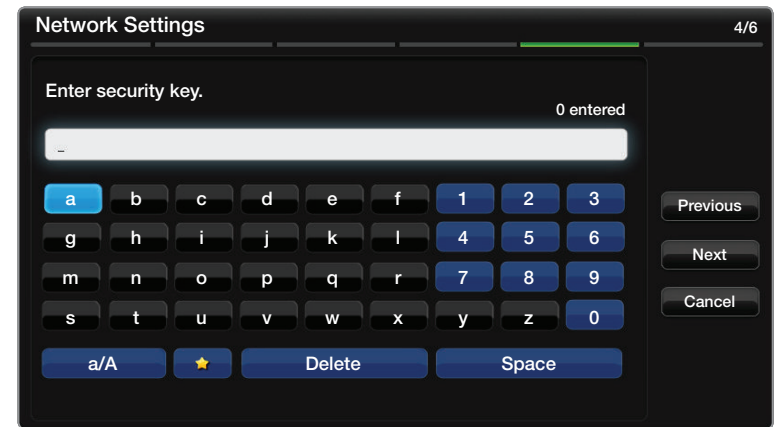 Network Settings 4/6
Enter security key.
0 entered
_
a b c d e f 1 2 3
Previous
g h i j k l 4 5 6
Next
m n o p q r 7 8 9
Cancel
s t u v w x y z 0
a/A Delete Space